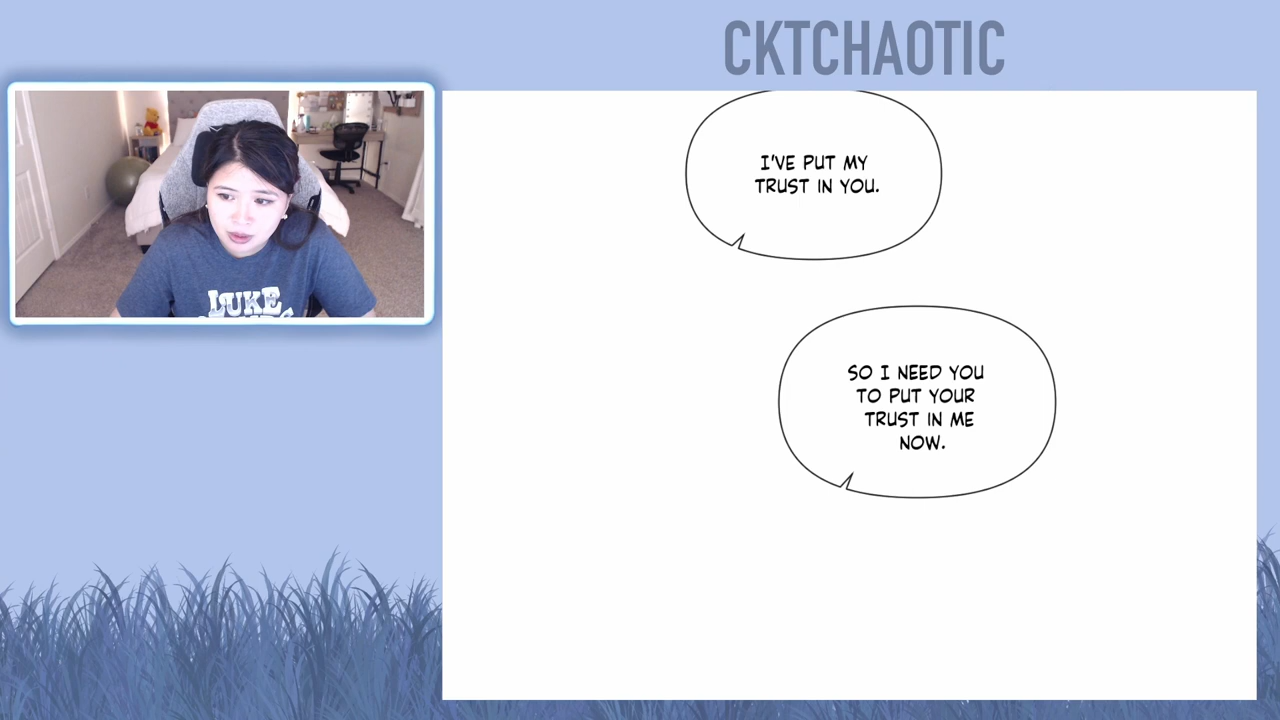 CKTCHAOTIC
I'VE PUT MY
TRUST IN YOU.
SO I NEED YOU
TO PUT YOUR
TRUST IN ME
NOW.
LUKE